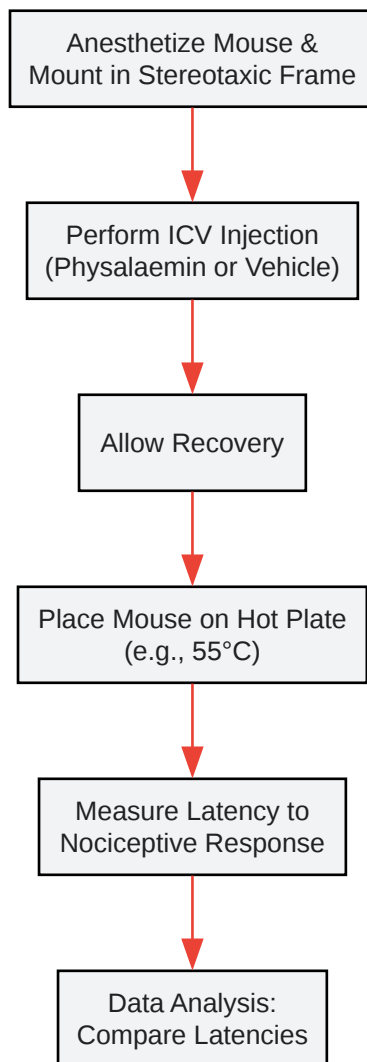 Anesthetize Mouse &
Mount in Stereotaxic Frame
Perform ICV Injection
(Physalaemin or Vehicle)
Allow Recovery
Place Mouse on Hot Plate
(e.g., 55°C)
Measure Latency to
Nociceptive Response
Data Analysis:
Compare Latencies